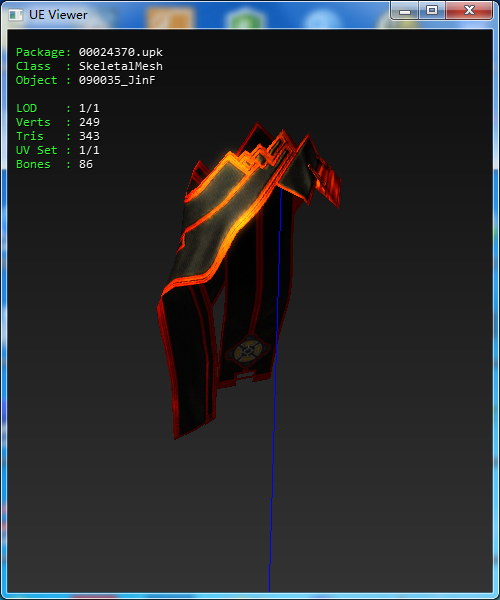 UE Viewer
Package: 00024370.upk
Class : SkeletalMesh
Object : 090035_JinF
LOD : 1/1
Verts : 249
Tris : 343
UV Set : 1/1
Bones : 86